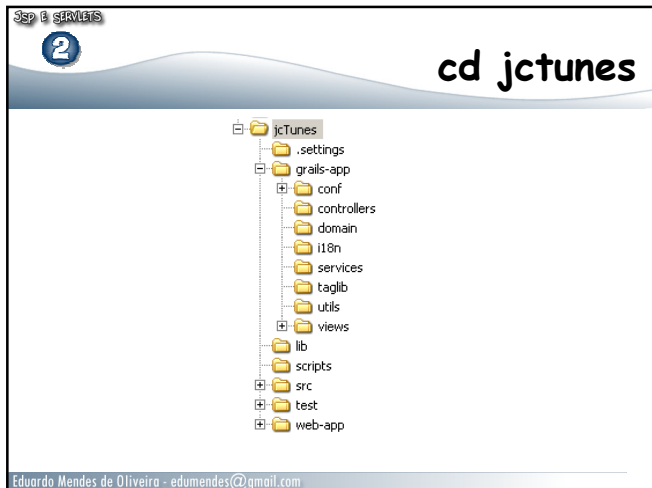 JSP E SERVLETS
2
cd jctunes
jcTunes
.settings
grails-app
conf
controllers
domain
i18n
services
taglib
utils
views
lib
scripts
src
test
web-app
Eduardo Mendes de Oliveira - edumendes@gmail.com